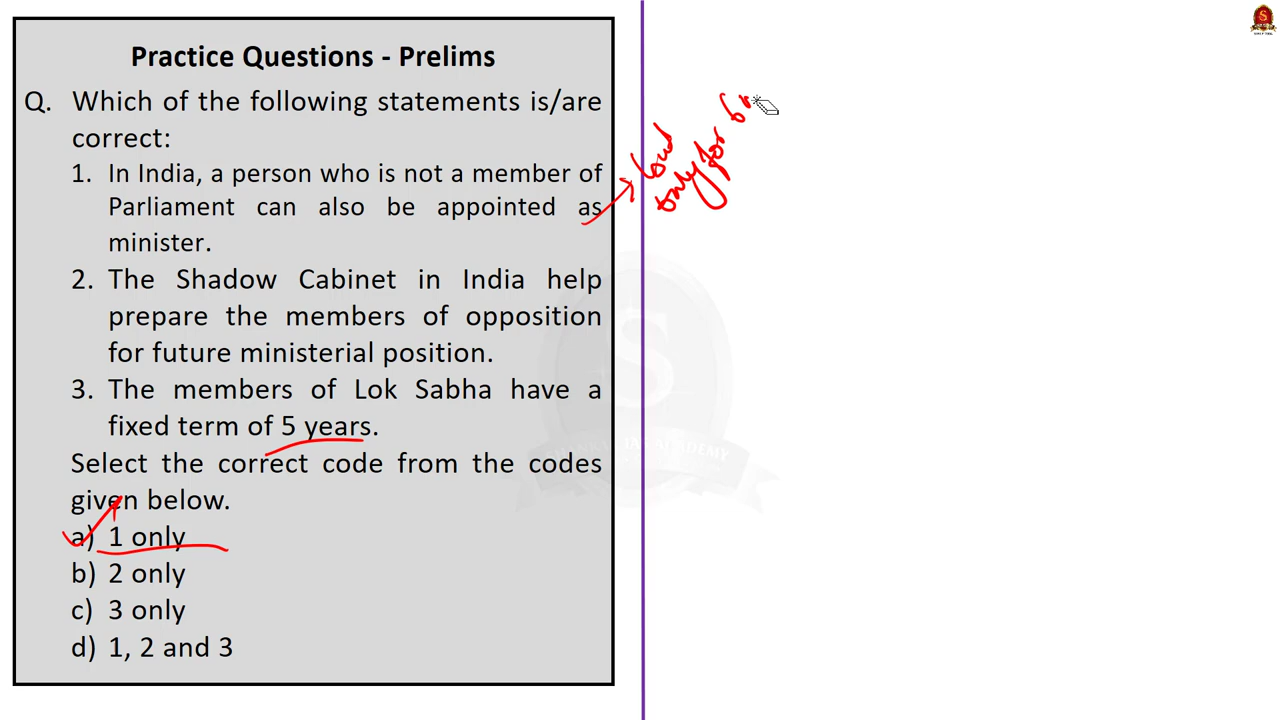 Practice Questions - Prelims
Q. Which of the following statements is/are
correct:
1. In India, a person who is not a member of
Parliament can also be appointed as
minister.
2. The Shadow Cabinet in India help
prepare the members of opposition
for future ministerial position.
3. The members of Lok Sabha have a
fixed term of 5 years.
Select the correct code from the codes
given below.
a) 1 only
b) 2 only
c) 3 only
d) 1, 2 and 3
only for